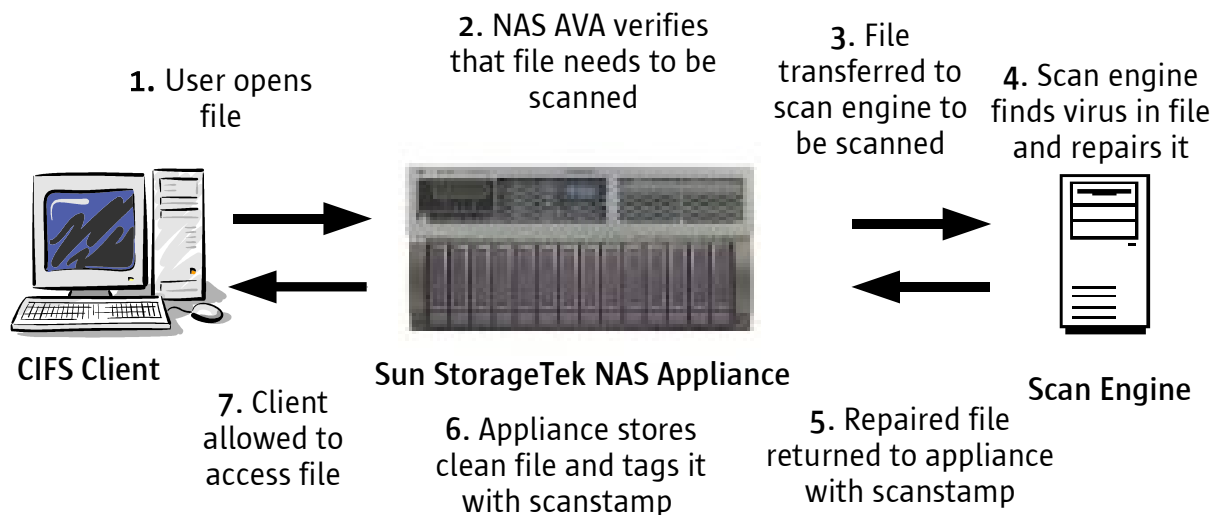 1. User opens
file
2. NAS AVA verifies
that file needs to be
scanned
3. File
transferred to
scan engine to
be scanned
4. Scan engine
finds virus in file
and repairs it
CIFS Client
Sun StorageTek NAS Appliance
Scan Engine
5. Repaired file
returned to appliance
with scanstamp
6. Appliance stores
clean file and tags it
with scanstamp
7. Client
allowed to
access file